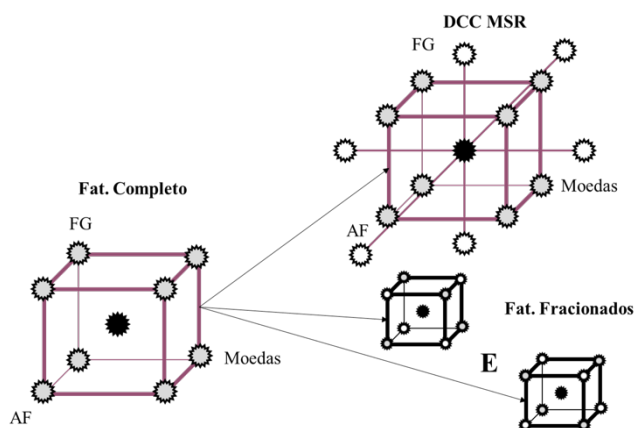 DCC MSR
FG
Moedas
AF
Fat. Completo
FG
Moedas
AF
Fat. Fracionados
E